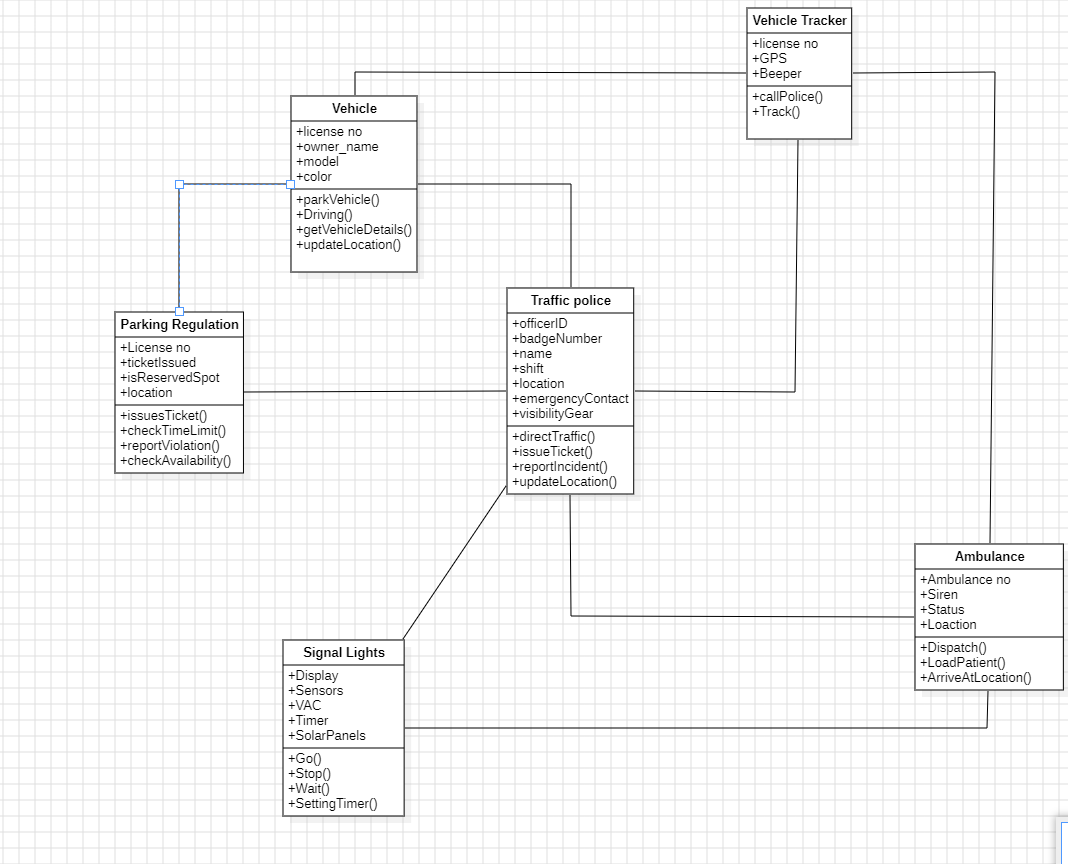 Vehicle Tracker
+license no
+GPS
+Beeper
+callPolice()
+Track()
Vehicle
+license no
+owner_name
+model
+color
+parkVehicle()
+Driving()
+getVehicleDetails()
+updateLocation()
Traffic police
+officerID
+badgeNumber
+name
+shift
+location
+emergencyContact
+visibilityGear
+directTraffic()
+issueTicket()
+reportIncident()
+updateLocation()
Parking Regulation
+License no
+ticketIssued
+isReservedSpot
+location
+issuesTicket()
+checkTimeLimit()
+reportViolation()
+checkAvailability()
Ambulance
+Ambulance no
+Siren
+Status
+Loaction
+Dispatch()
+LoadPatient()
+ArriveAtLocation()
Signal Lights
+Display
+Sensors
+VAC
+Timer
+SolarPanels
+Go()
+Stop()
+Wait()
+SettingTimer()